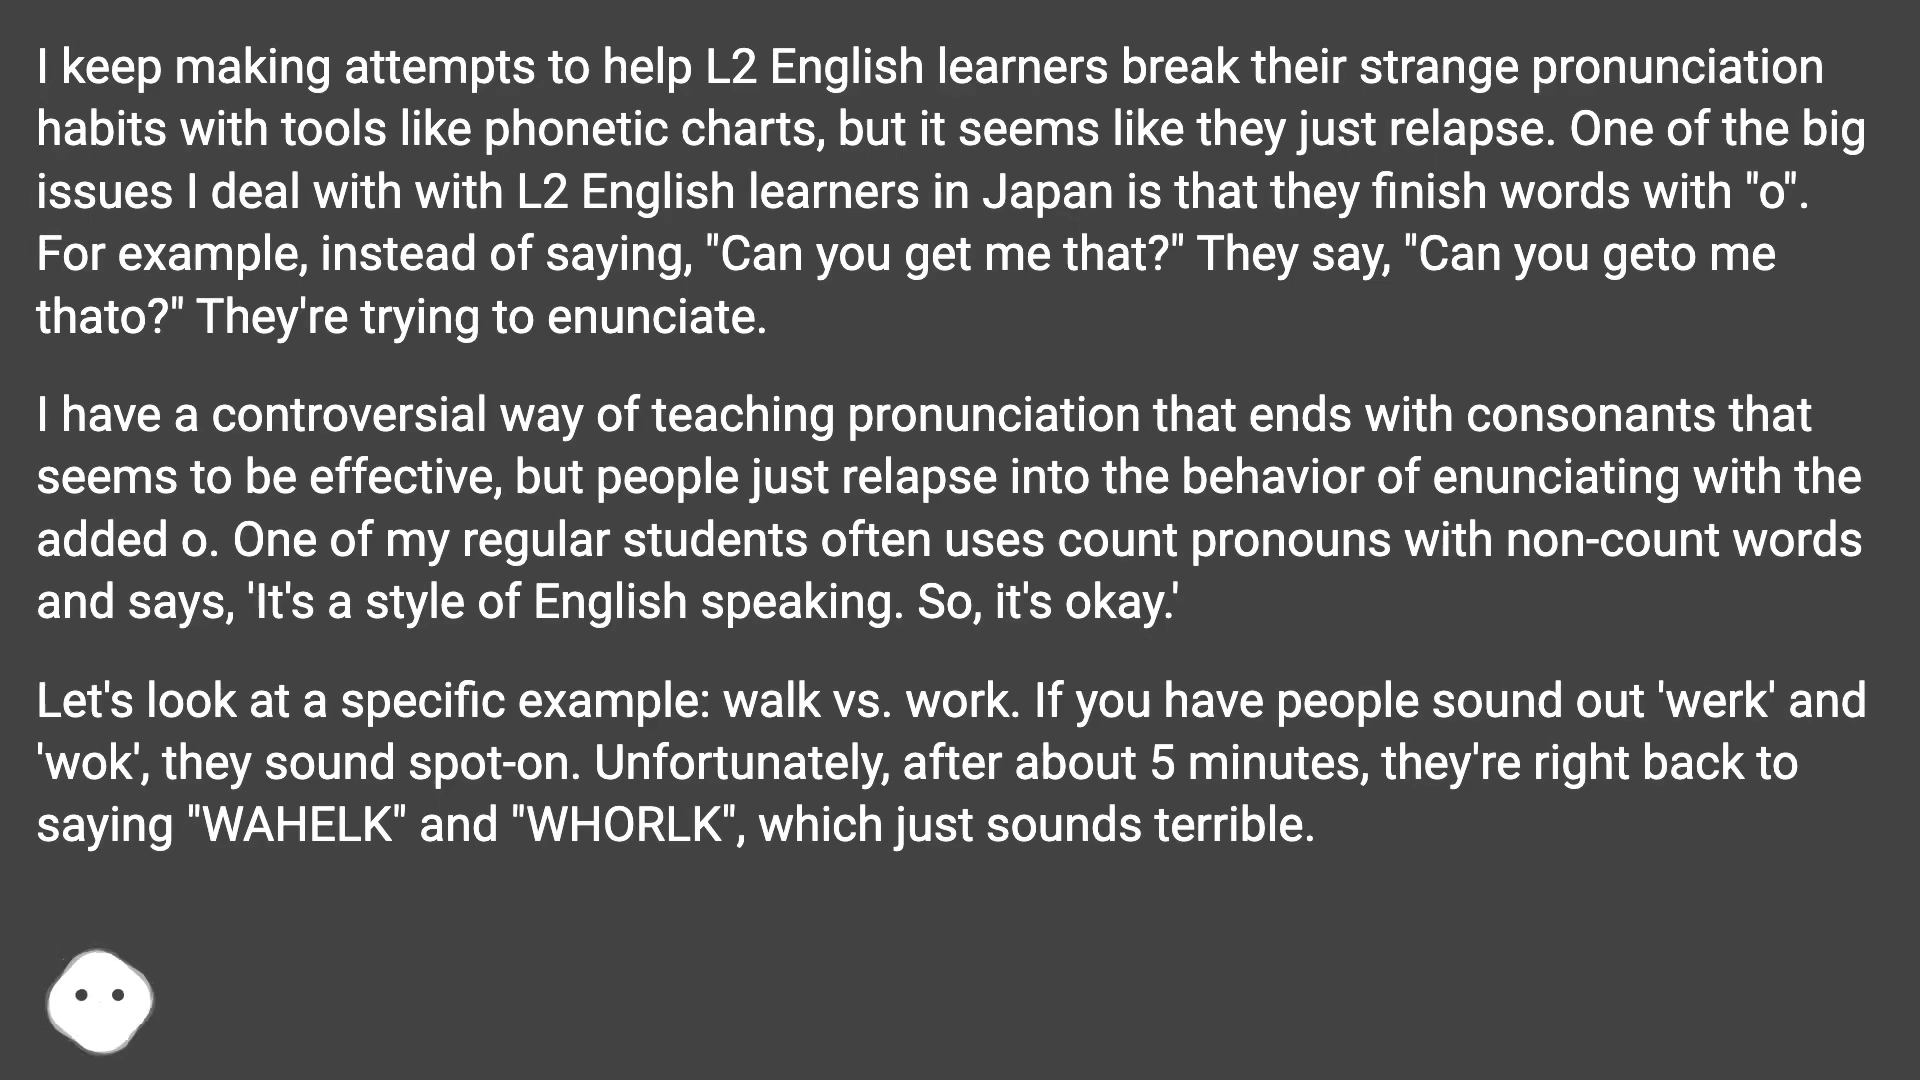 I keep making attempts to help L2 English learners break their strange pronunciation
habits with tools like phonetic charts, but it seems like they just relapse. One of the big
issues I deal with with L2 English learners in Japan is that they finish words with "o".
For example, instead of saying, "Can you get me that?" They say, "Can you geto me
thato?" They're trying to enunciate.
I have a controversial way of teaching pronunciation that ends with consonants that
seems to be effective, but people just relapse into the behavior of enunciating with the
added o. One of my regular students often uses count pronouns with non-count words
and says, 'It's a style of English speaking. So, it's okay.'
Let's look at a specific example: walk vs. work. If you have people sound out 'werk' and
'wok', they sound spot-on. Unfortunately, after about 5 minutes, they're right back to
saying "WAHELK" and "WHORLK", which just sounds terrible.